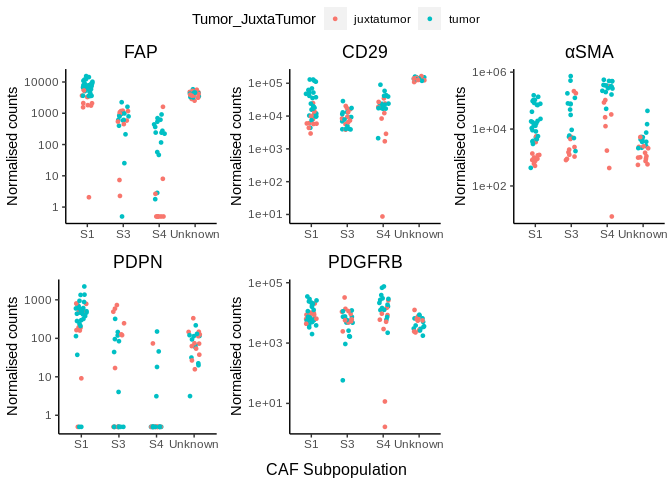 Tumor_JuxtaTumor juxtatumor tumor
FAP
Normalised counts
10000
1000
100
10
1
S1 S3 S4 Unknown
CD29
Normalised counts
1e+05
1e+04
1e+03
1e+02
1e+01
S1 S3 S4 Unknown
αSMA
Normalised counts
1e+06
1e+04
1e+02
S1 S3 S4 Unknown
PDPN
Normalised counts
1000
100
10
1
S1 S3 S4 Unknown
PDGFRB
Normalised counts
1e+05
1e+03
1e+01
S1 S3 S4 Unknown
CAF Subpopulation